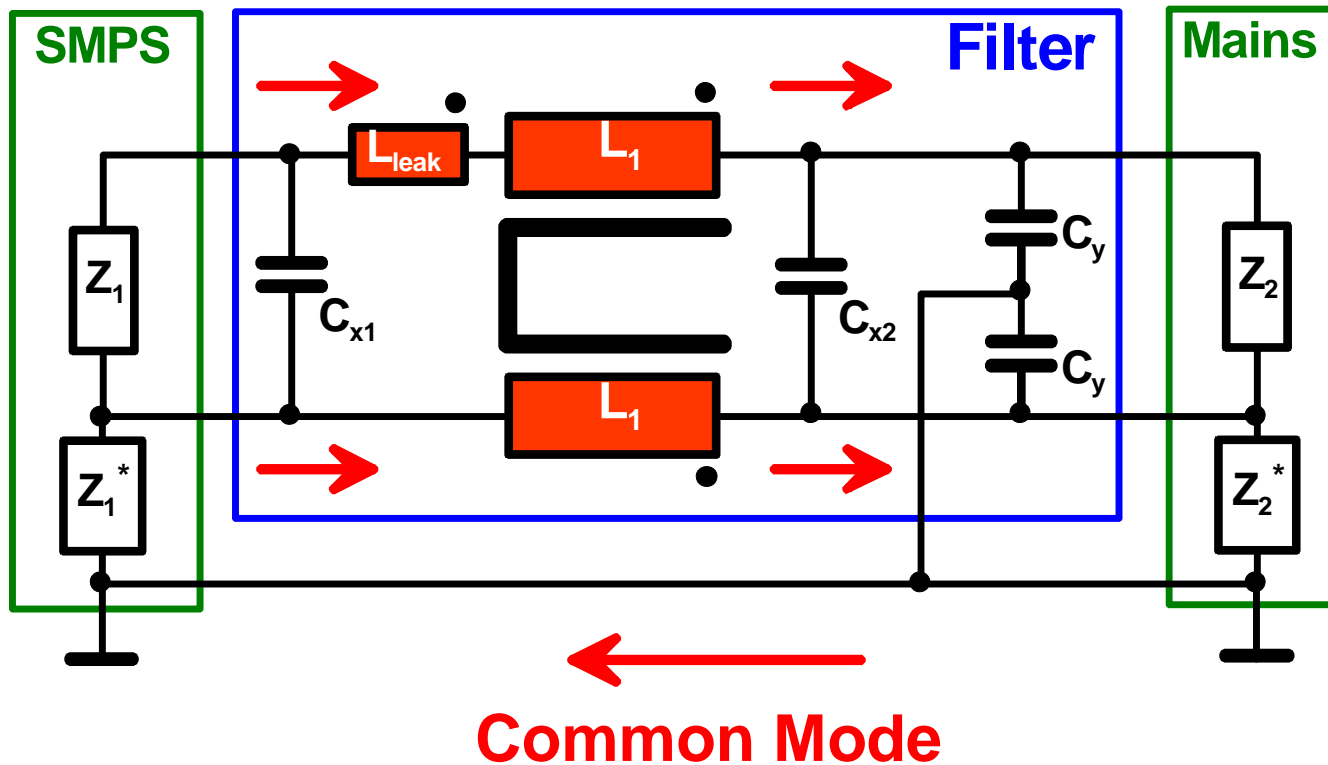 SMPS
Filter
Mains
Lleak
L1
Z1
Cx1
Cx2
Cy
Z2
Cy
L1
Z1*
Z2*
Common Mode